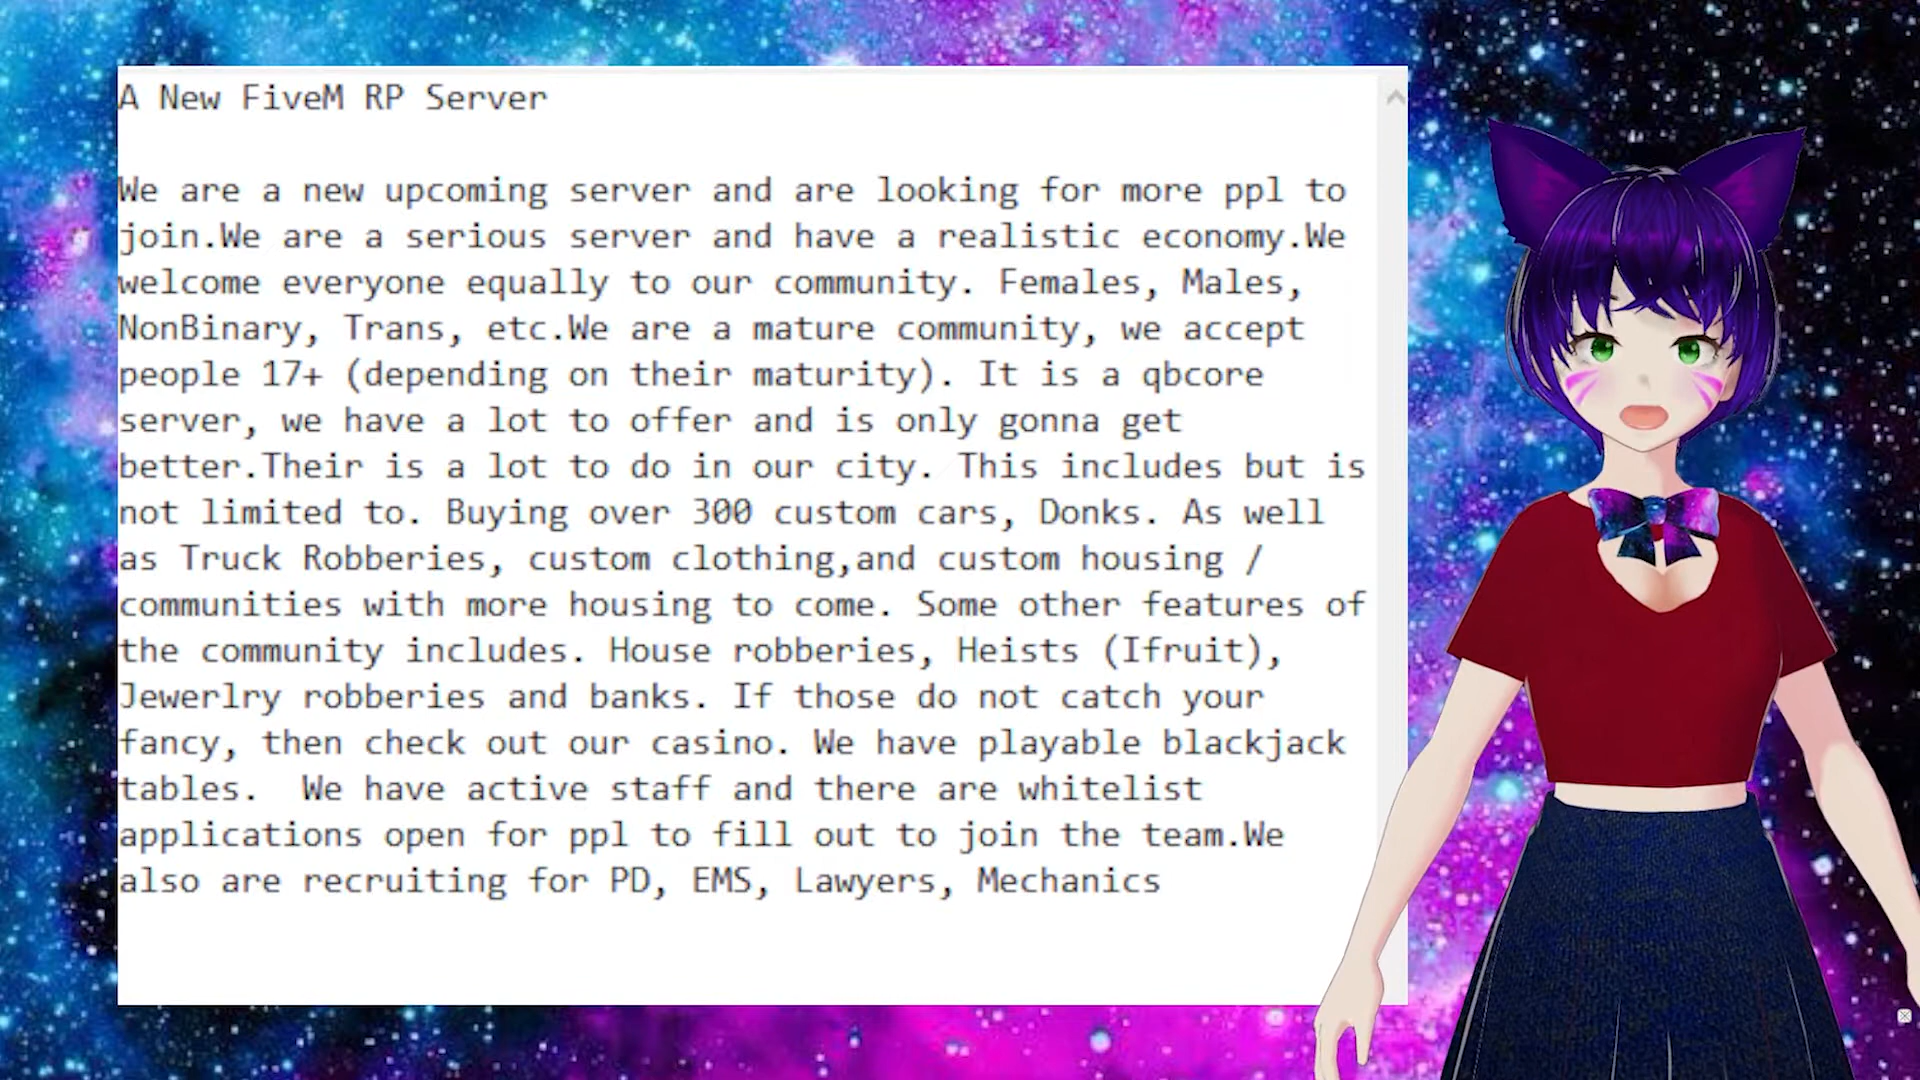 A New FiveM RP Server
We are a new upcoming server and are looking for more ppl to
join.We are a serious server and have a realistic economy.We
welcome everyone equally to our community. Females, Males,
NonBinary, Trans, etc.We are a mature community, we accept
people 17+ (depending on their maturity). It is a qbcore
server, we have a lot to offer and is only gonna get
better.Their is a lot to do in our city. This includes but is
not limited to. Buying over 300 custom cars, Donks. As well
as Truck Robberies, custom clothing,and custom housing /
communities with more housing to come. Some other features of
the community includes. House robberies, Heists (Ifruit),
Jewerlry robberies and banks. If those do not catch your
fancy, then check out our casino. We have playable blackjack
tables.  We have active staff and there are whitelist
applications open for ppl to fill out to join the team.We
also are recruiting for PD, EMS, Lawyers, Mechanics